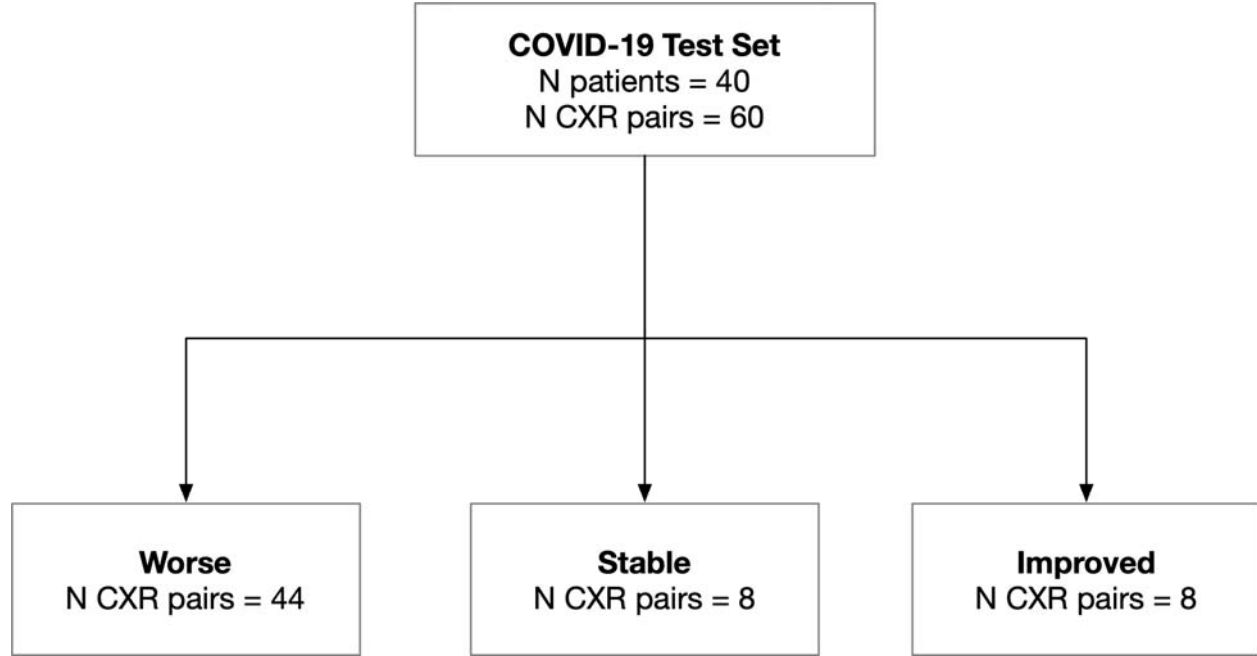 COVID-19 Test Set
N patients = 40
N CXR pairs = 60
Worse
N CXR pairs = 44
Stable
N CXR pairs = 8
Improved
N CXR pairs = 8